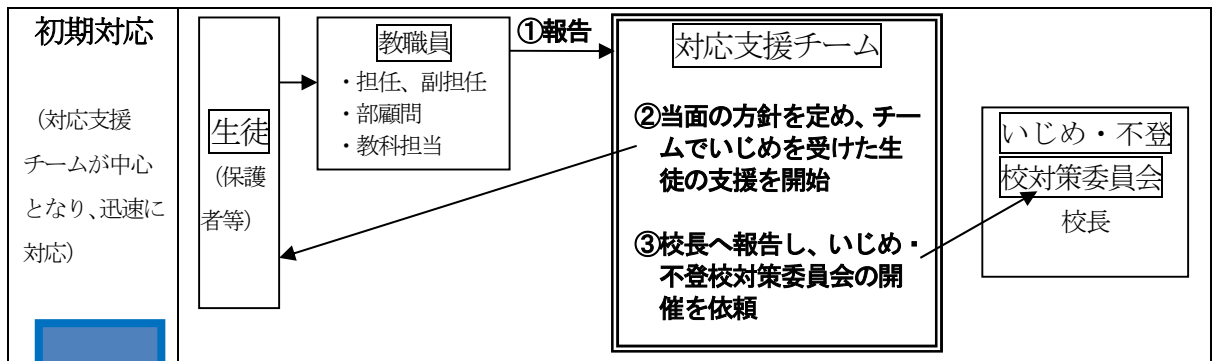 初期対応
（対応支援
チームが中心
となり、迅速に
対応）
生徒
（保護
者等）
教職員
・担任、副担任
・部顧問
・教科担当
①報告
対応支援チーム
②当面の方針を定め、チー
ムでいじめを受けた生
徒の支援を開始
③校長へ報告し、いじめ・
不登校対策委員会の開
催を依頼
いじめ・不登
校対策委員会
校長